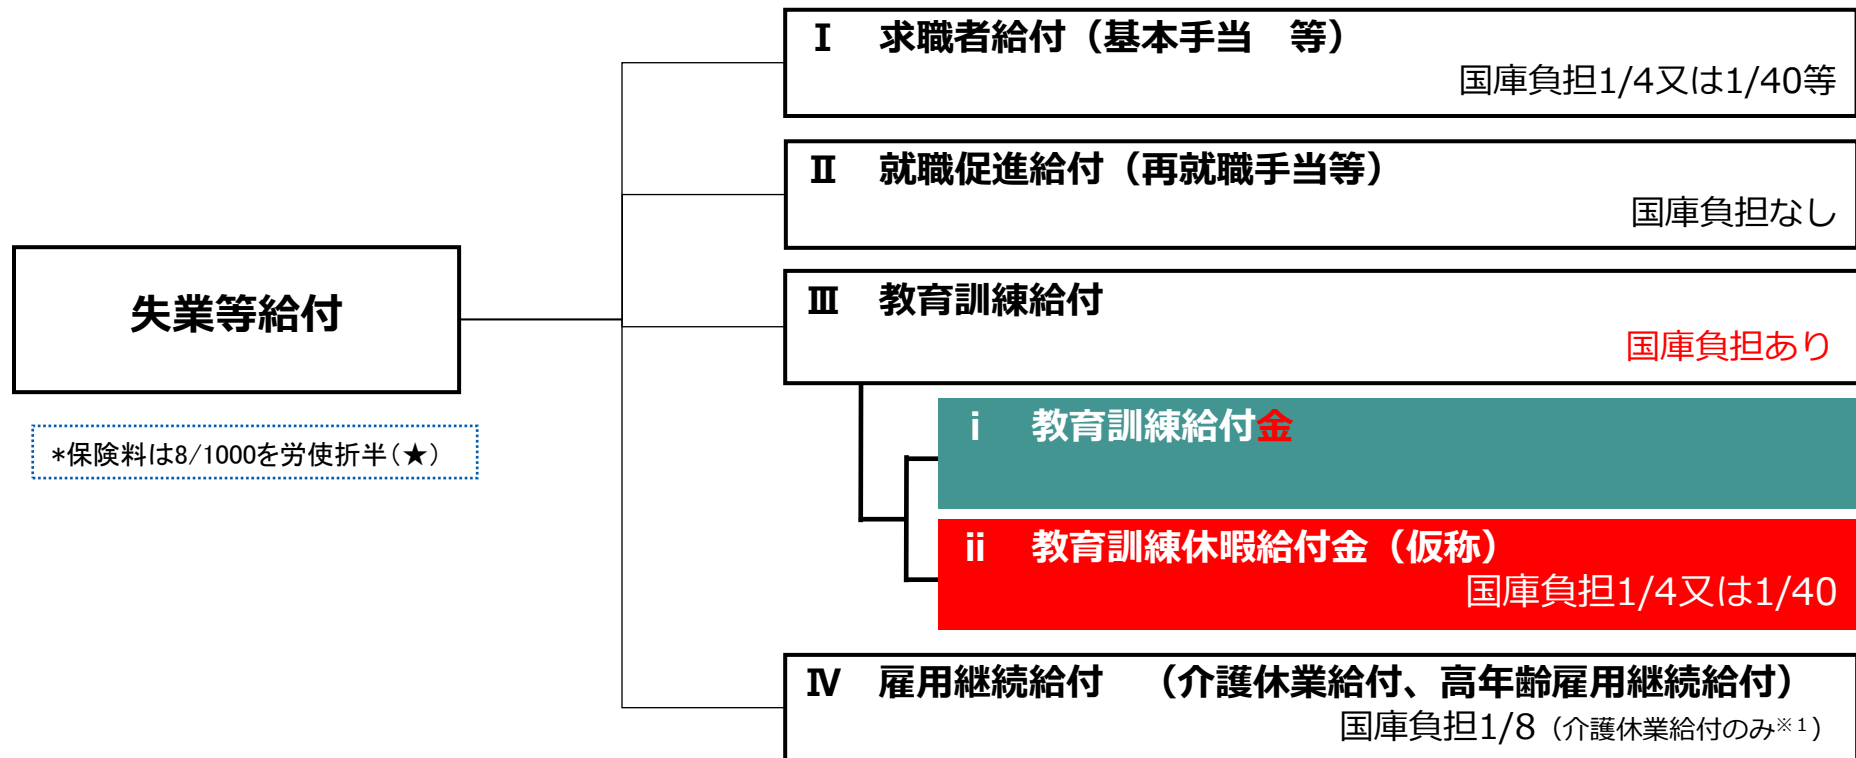 Ⅰ 求職者給付（基本手当　等）
国庫負担1/4又は1/40等
Ⅱ 就職促進給付（再就職手当等）
国庫負担なし
失業等給付
*保険料は8/1000を労使折半（★）
Ⅲ 教育訓練給付
国庫負担あり
ⅰ 教育訓練給付金
ⅱ 教育訓練休暇給付金（仮称）
国庫負担1/4又は1/40
Ⅳ 雇用継続給付　（介護休業給付、高年齢雇用継続給付）
国庫負担1/8（介護休業給付のみ※1）